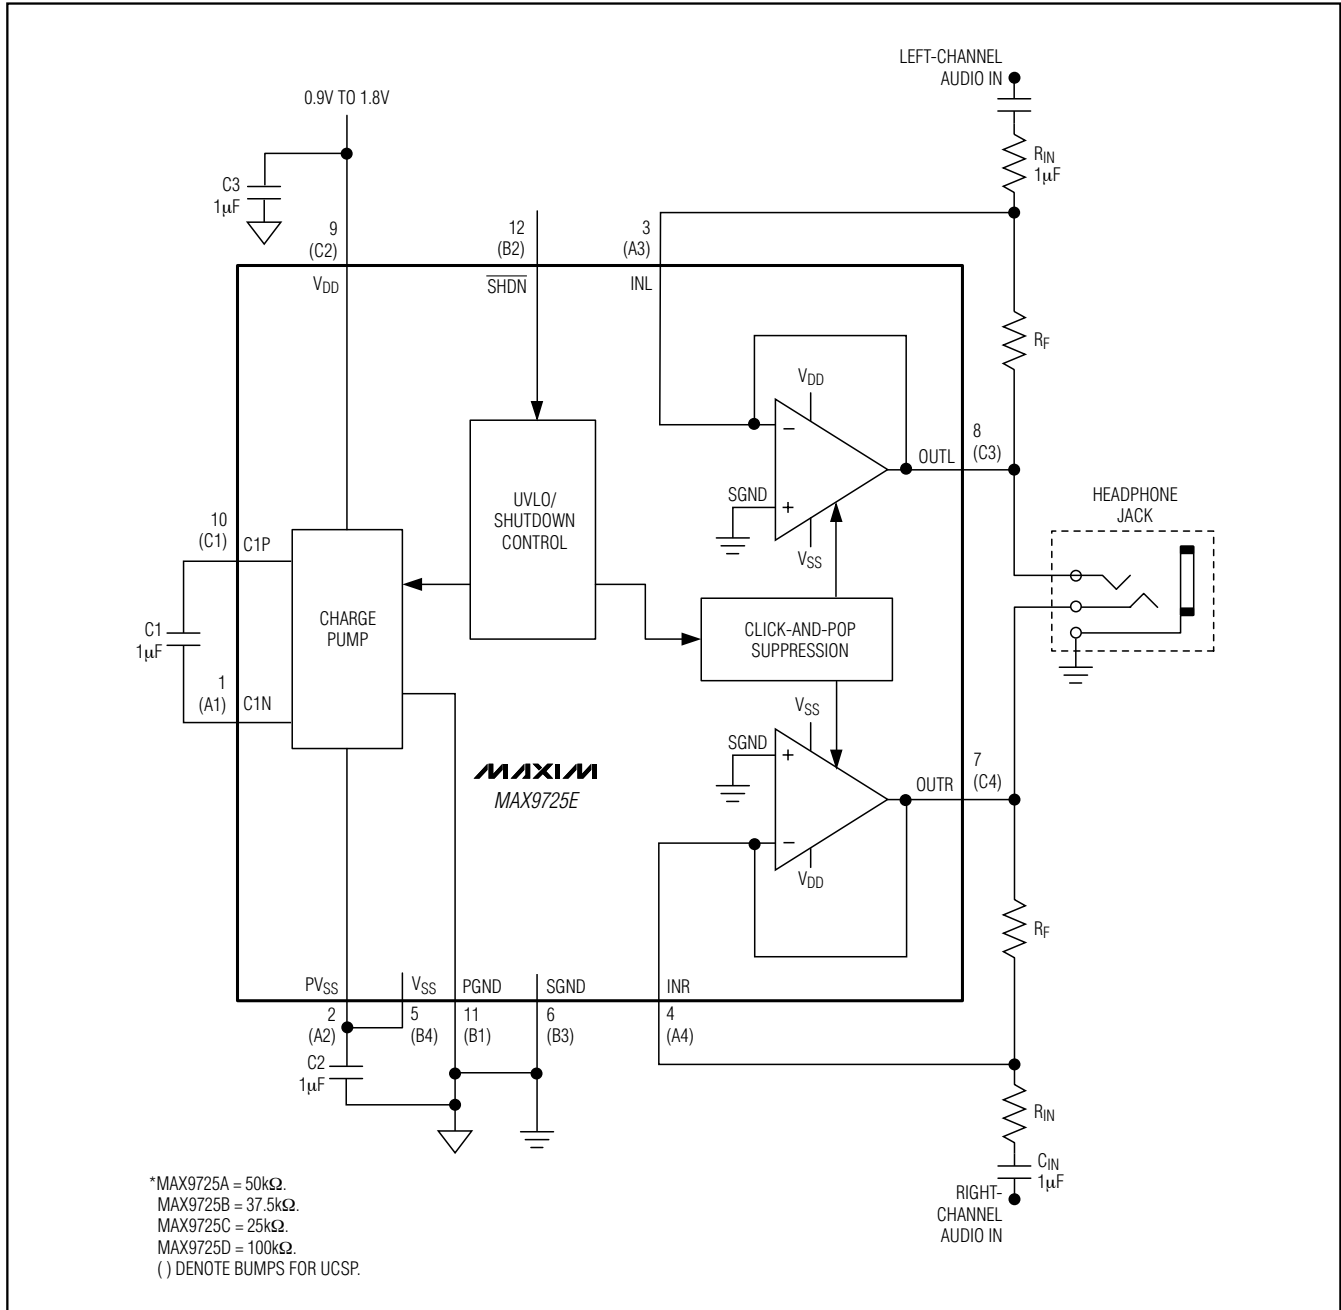 LEFT-CHANNEL
AUDIO IN
0.9V TO 1.8V
RIN
1µF
C3
1µF
9
(C2)
12
(B2)
3
(A3)
VDD
SHDN
INL
RF
VDD
−
8
(C3)
OUTL
SGND
+
VSS
HEADPHONE
JACK
UVLO/
SHUTDOWN
CONTROL
10
(C1)
C1P
CHARGE
PUMP
C1
1µF
CLICK-AND-POP
SUPPRESSION
1
(A1)
C1N
VSS
SGND
+
MAXIM
MAX9725E
7
(C4)
OUTR
−
VDD
RF
PVSS
VSS
PGND
SGND
INR
2
(A2)
5
(B4)
11
(B1)
6
(B3)
4
(A4)
C2
1µF
RIN
CIN
1µF
RIGHT-
CHANNEL
AUDIO IN
*MAX9725A = 50kΩ.
MAX9725B = 37.5kΩ.
MAX9725C = 25kΩ.
MAX9725D = 100kΩ.
( ) DENOTE BUMPS FOR UCSP.